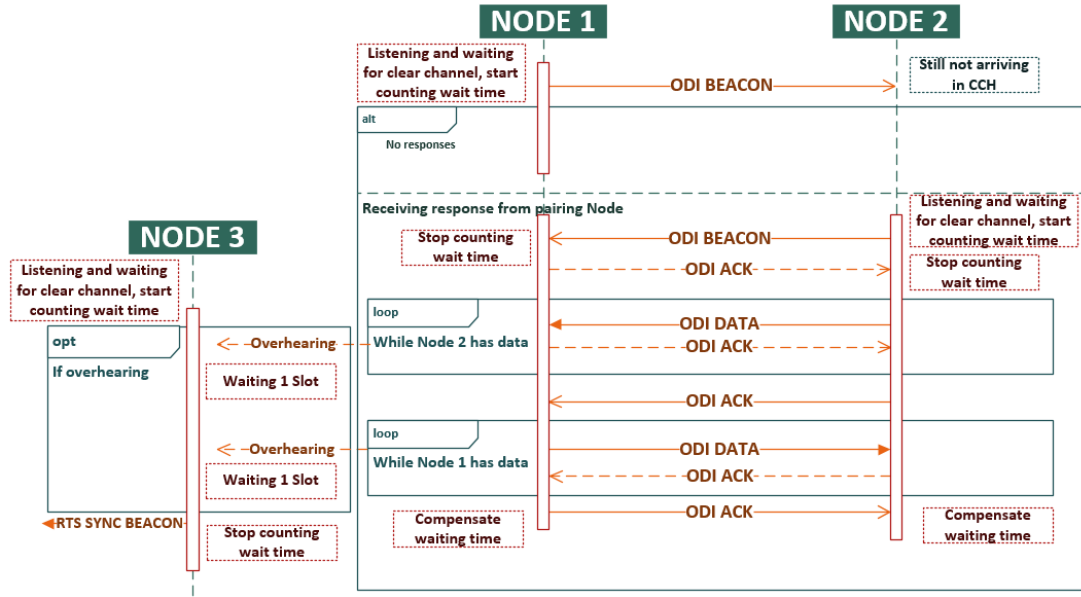 NODE 1
NODE 2
Listening and waiting
for clear channel, start
counting wait time
ODI BEACON
Still not arriving
in CCH
alt
No responses
Receiving response from pairing Node
Listening and waiting
for clear channel, start
counting wait time
NODE 3
Stop counting
wait time
ODI BEACON
ODI ACK
Stop counting
wait time
Listening and waiting
for clear channel, start
counting wait time
loop
While Node 2 has data
ODI DATA
ODI ACK
opt
If overhearing
Overhearing
Waiting 1 Slot
ODI ACK
loop
While Node 1 has data
ODI DATA
ODI ACK
Overhearing
Waiting 1 Slot
ODI ACK
RTS SYNC BEACON
Stop counting
wait time
Compensate
waiting time
Compensate
waiting time